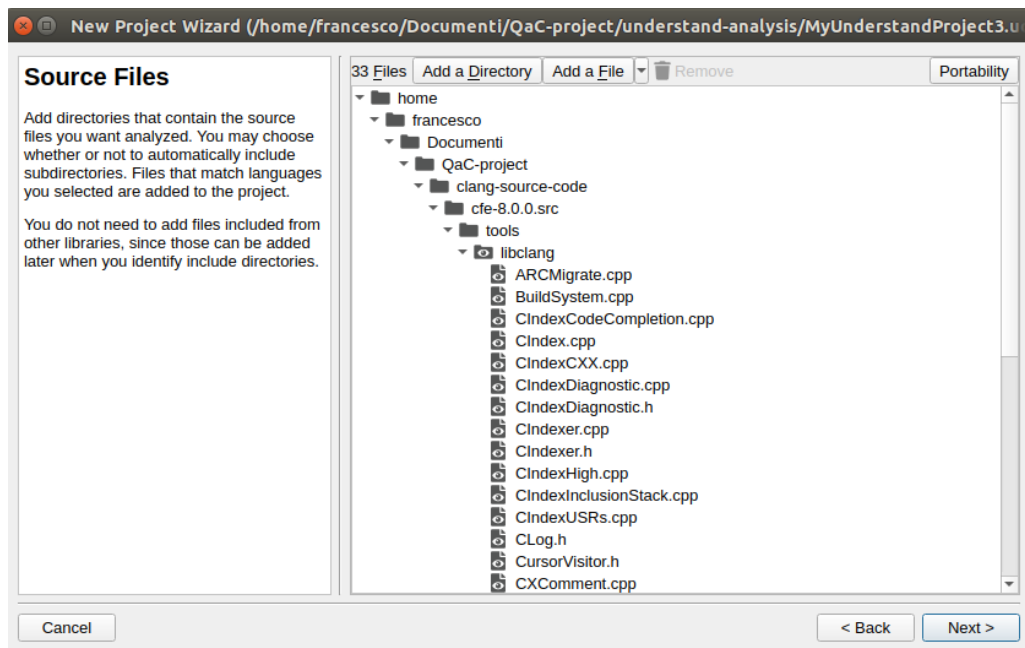 New Project Wizard (/home/francesco/Documenti/QaC-project/understand-analysis/MyUnderstandProject3.u
Source Files
Add directories that contain the source
files you want analyzed. You may choose
whether or not to automatically include
subdirectories. Files that match languages
you selected are added to the project.
You do not need to add files included from
other libraries, since those can be added
later when you identify include directories.
33 Files Add a Directory Add a File Remove Portability
home
francesco
Documenti
QaC-project
clang-source-code
cfe-8.0.0.src
tools
libclang
ARCMigrate.cpp
BuildSystem.cpp
CIndexCodeCompletion.cpp
CIndex.cpp
CIndexCXX.cpp
CIndexDiagnostic.cpp
CIndexDiagnostic.h
CIndexer.cpp
CIndexer.h
CIndexHigh.cpp
CIndexInclusionStack.cpp
CIndexUSRs.cpp
CLog.h
CursorVisitor.h
CXComment.cpp
Cancel < Back Next >